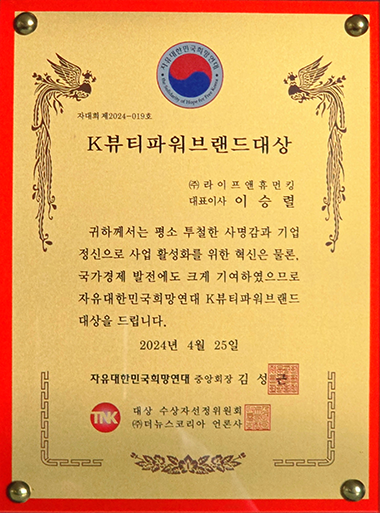 자유대한민국희망연대
자대희 제2024-019호
K뷰티파워브랜드대상
㈜라이프앤휴먼킹
대표이사 이 승 렬
귀하께서는 평소 투철한 사명감과 기업
정신으로 사업 활성화를 위한 혁신은 물론,
국가경제 발전에도 크게 기여하였으므로
자유대한민국희망연대 K뷰티파워브랜드
대상을 드립니다.
2024년 4월 25일
자유대한민국희망연대 중앙회장 김 성 근
TNK
대상 수상자선정위원회
㈜더뉴스코리아 언론사